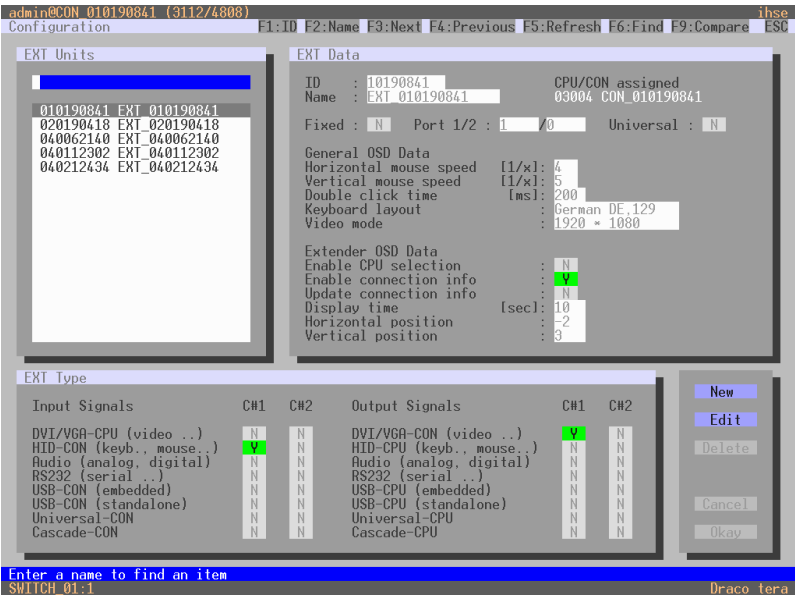 admin@CON_010190841 (3112/4808) ihse
Configuration F1:ID F2:Name F3:Next F4:Previous F5:Refresh F6:Find F9:Compare ESC
EXT Units
010190841 EXT_010190841
020190418 EXT_020190418
040062140 EXT_040062140
040112302 EXT_040112302
040212434 EXT_040212434
EXT Data
ID : 10190841 CPU/CON assigned
Name : EXT_010190841 03004 CON_010190841
Fixed : N Port 1/2 : 1 /0 Universal : N
General OSD Data
Horizontal mouse speed [1/x]: 4
Vertical mouse speed [1/x]: 5
Double click time [ms]: 200
Keyboard layout : German DE,129
Video mode : 1920 * 1080
Extender OSD Data
Enable CPU selection : N
Enable connection info : Y
Update connection info : N
Display time [sec]: 10
Horizontal position : -2
Vertical position : 3
EXT Type
Input Signals C#1 C#2 Output Signals C#1 C#2
DVI/VGA-CPU (video ..) N N DVI/VGA-CON (video ..) Y N
HID-CON (keyb., mouse..) Y N HID-CPU (keyb., mouse..) N N
Audio (analog, digital) N N Audio (analog, digital) N N
RS232 (serial ..) N N RS232 (serial ..) N N
USB-CON (embedded) N N USB-CPU (embedded) N N
USB-CON (standalone) N N USB-CPU (standalone) N N
Universal-CON N N Universal-CPU N N
Cascade-CON N N Cascade-CPU N N
New
Edit
Delete
Cancel
Okay
Enter a name to find an item
SWITCH_01:1 Draco tera